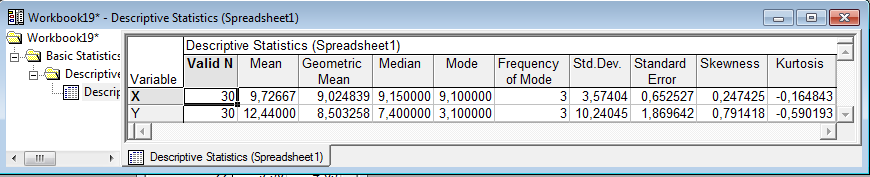 Workbook19* - Descriptive Statistics (Spreadsheet1)
Workbook19*
Basic Statistics
Descriptive
Descrip
Descriptive Statistics (Spreadsheet1)
Variable Valid N Mean Geometric Mean Median Mode Frequency of Mode Std.Dev. Standard Error Skewness Kurtosis
X 30 9,72667 9,024839 9,150000 9,100000 3 3,57404 0,652527 0,247425 -0,164843
Y 30 12,44000 8,503258 7,400000 3,100000 3 10,24045 1,869642 0,791418 -0,590193
Descriptive Statistics (Spreadsheet1)